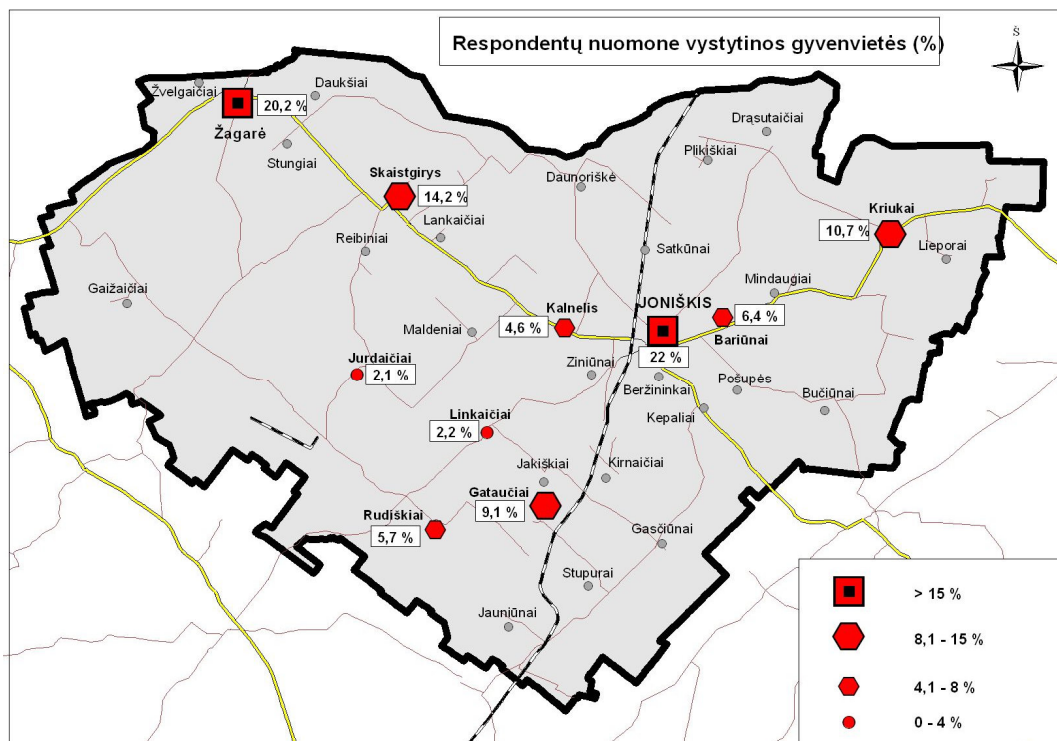 Respondentų nuomone vystytinos gyvenvietės (%)
Š
Žvelgaičiai
Daukšiai
20,2 %
Žagarė
Stungiai
Drąsutaičiai
Plikiškiai
Skaistgirys
14,2 %
Daunoriškė
Lankaičiai
Kriukai
10,7 %
Lieporai
Reibiniai
Satkūnai
Gaižaičiai
Mindaugiai
JONIŠKIS
Kalnelis
4,6 %
6,4 %
Maldeniai
Bariūnai
22 %
Jurdaičiai
2,1 %
Ziniūnai
Beržininkai
Pošupės
Bučiūnai
Linkaičiai
2,2 %
Kepaliai
Jakiškiai
Kirnaičiai
Gataučiai
9,1 %
Rudiškiai
5,7 %
Gasčiūnai
Stupurai
Jauniūnai
> 15 %
8,1 - 15 %
4,1 - 8 %
0 - 4 %